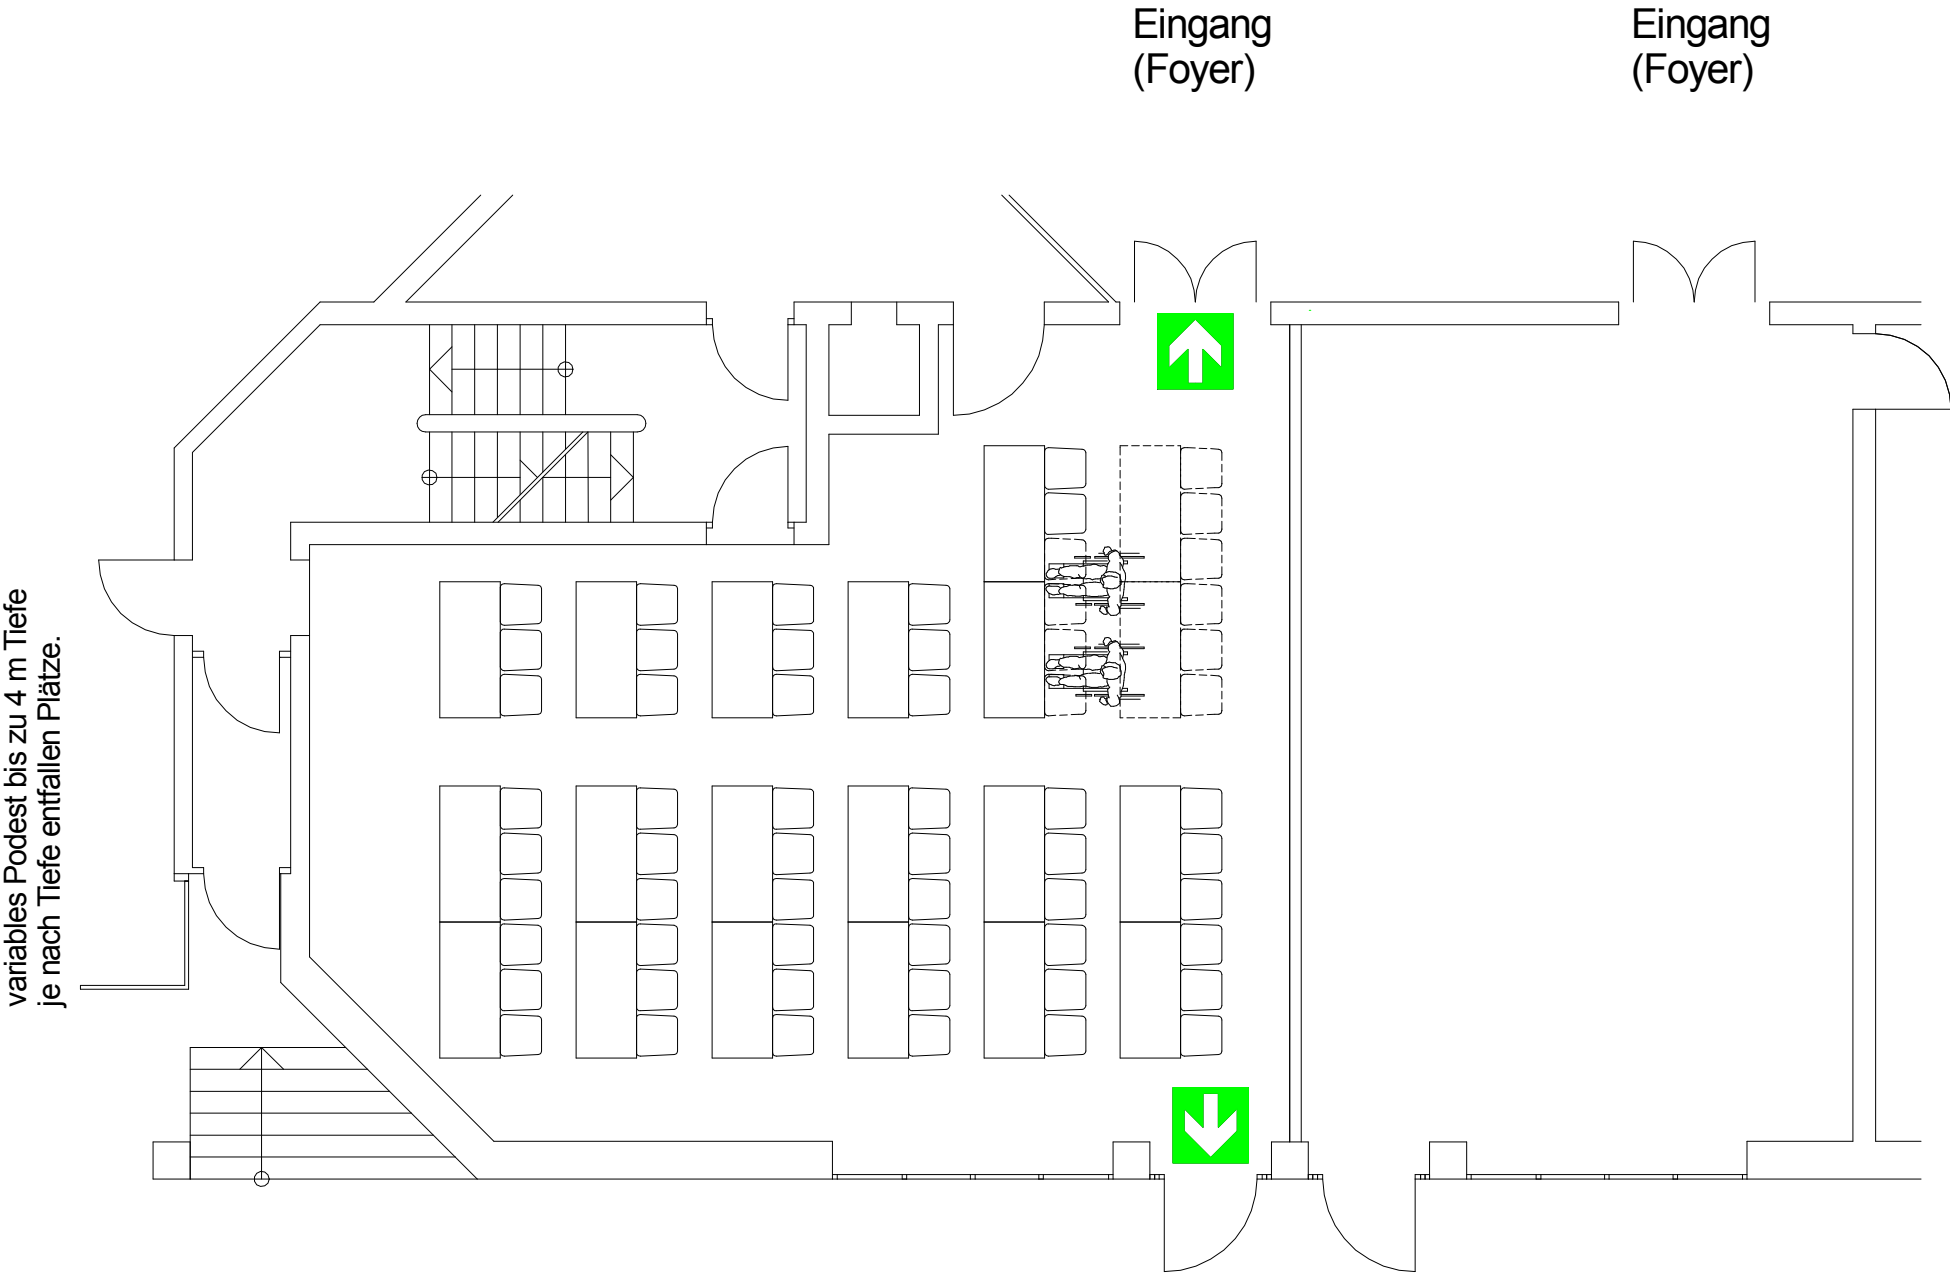 Eingang
(Foyer)
Eingang
(Foyer)
variables Podest bis zu 4 m Tiefe
je nach Tiefe entfallen Plätze.